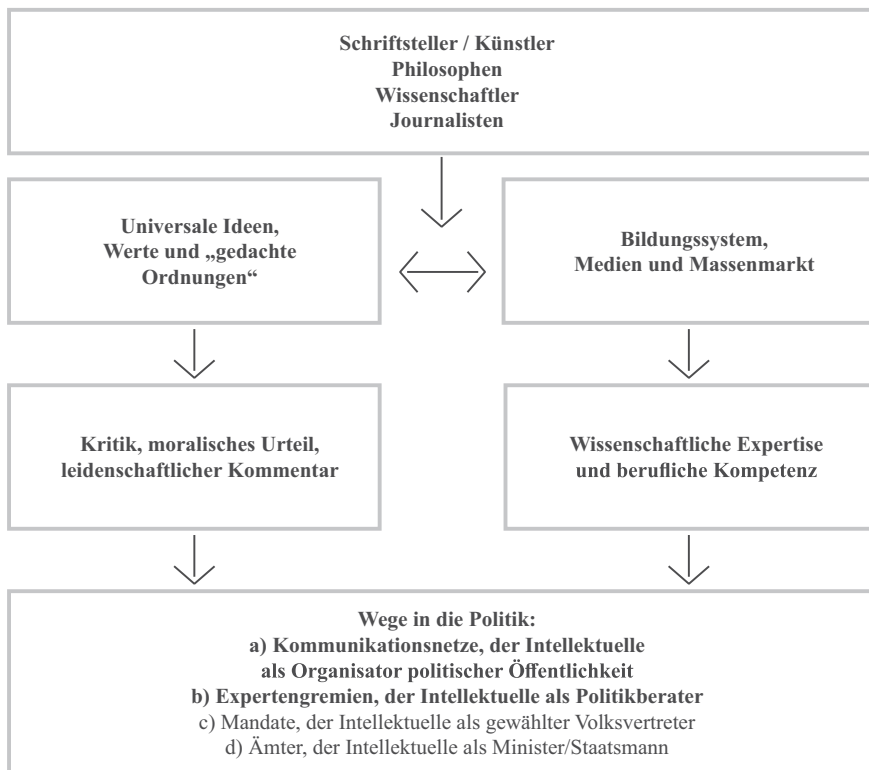 Schriftsteller / Künstler
Philosophen
Wissenschaftler
Journalisten
Universale Ideen,
Werte und „gedachte
Ordnungen“
Bildungssystem,
Medien und Massenmarkt
Kritik, moralisches Urteil,
leidenschaftlicher Kommentar
Wissenschaftliche Expertise
und berufliche Kompetenz
Wege in die Politik:
a) Kommunikationsnetze, der Intellektuelle
als Organisator politischer Öffentlichkeit
b) Expertengremien, der Intellektuelle als Politikberater
c) Mandate, der Intellektuelle als gewählter Volksvertreter
d) Ämter, der Intellektuelle als Minister/Staatsmann